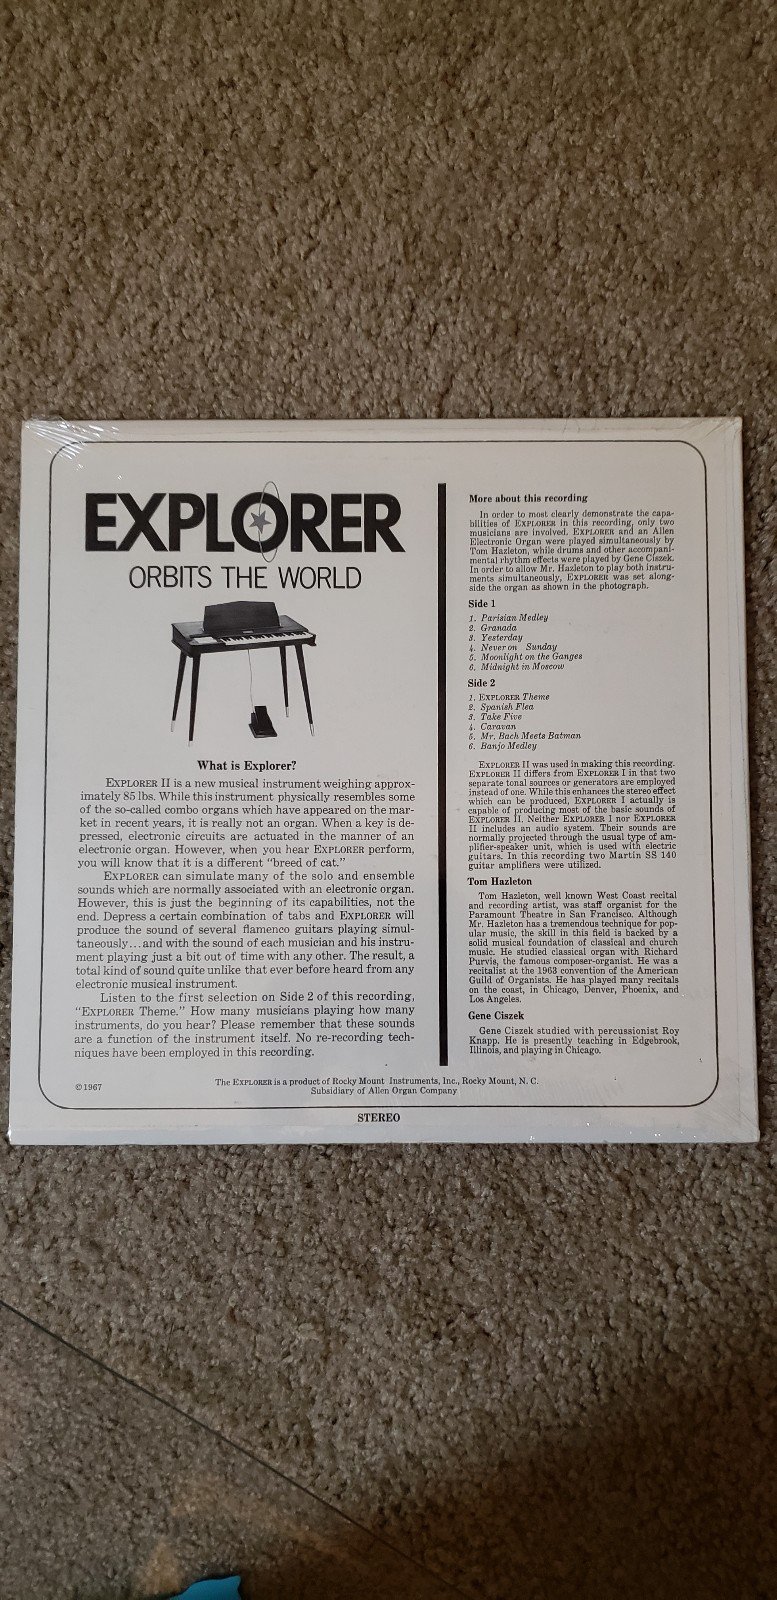 EXPLORER
ORBITS THE WORLD
What is Explorer?
EXPLORER II is a new musical instrument weighing approx-
imately 85 lbs. While this instrument physically resembles some
of the so-called combo organs which have appeared on the mar-
ket in recent years, it is really not an organ. When a key is de-
pressed, electronic circuits are actuated in the manner of an
electronic organ. However, when you hear EXPLORER perform,
you will know that it is a different "breed of cat."
EXPLORER can simulate many of the solo and ensemble
sounds which are normally associated with an electronic organ.
However, this is just the beginning of its capabilities, not the
end. Depress a certain combination of tabs and EXPLORER will
produce the sound of several flamenco guitars playing simul-
taneously...and with the sound of each musician and his instru-
ment playing just a bit out of time with any other. The result, a
total kind of sound quite unlike that ever before heard from any
electronic musical instrument.
Listen to the first selection on Side 2 of this recording,
"EXPLORER Theme." How many musicians playing how many
instruments, do you hear? Please remember that these sounds
are a function of the instrument itself. No re-recording tech-
niques have been employed in this recording.
More about this recording
In order to most clearly demonstrate the capa-
bilities of EXPLORER in this recording, only two
musicians are involved. EXPLORER and an Allen
Electronic Organ were played simultaneously by
Tom Hazleton, while drums and other accompani-
mental rhythm effects were played by Gene Ciszek.
In order to allow Mr. Hazleton to play both instru-
ments simultaneously, EXPLORER was set along-
side the organ as shown in the photograph.
Side 1
1. Parisian Medley
2. Granada
3. Yesterday
4. Never on Sunday
5. Moonlight on the Ganges
6. Midnight in Moscow
Side 2
1. EXPLORER Theme
2. Spanish Flea
3. Take Five
4. Caravan
5. Mr. Bach Meets Batman
6. Banjo Medley
EXPLORER II was used in making this recording.
EXPLORER II differs from EXPLORER I in that two
separate tonal sources or generators are employed
instead of one. While this enhances the stereo effect
which can be produced, EXPLORER I actually is
capable of producing most of the basic sounds of
EXPLORER II. Neither EXPLORER I nor EXPLORER
II includes an audio system. Their sounds are
normally projected through the usual type of am-
plifier-speaker unit, which is used with electric
guitars. In this recording two Martin SS 140
guitar amplifiers were utilized.
Tom Hazleton
Tom Hazleton, well known West Coast recital
and recording artist, was staff organist for the
Paramount Theatre in San Francisco. Although
Mr. Hazleton has a tremendous technique for pop-
ular music, the skill in this field is backed by a
solid musical foundation of classical and church
music. He studied classical organ with Richard
Purvis, the famous composer-organist. He was a
recitalist at the 1963 convention of the American
Guild of Organists. He has played many recitals
on the coast, in Chicago, Denver, Phoenix, and
Los Angeles.
Gene Ciszek
Gene Ciszek studied with percussionist Roy
Knapp. He is presently teaching in Edgebrook,
Illinois, and playing in Chicago.
© 1967
The EXPLORER is a product of Rocky Mount Instruments, Inc., Rocky Mount, N. C.
Subsidiary of Allen Organ Company
STEREO